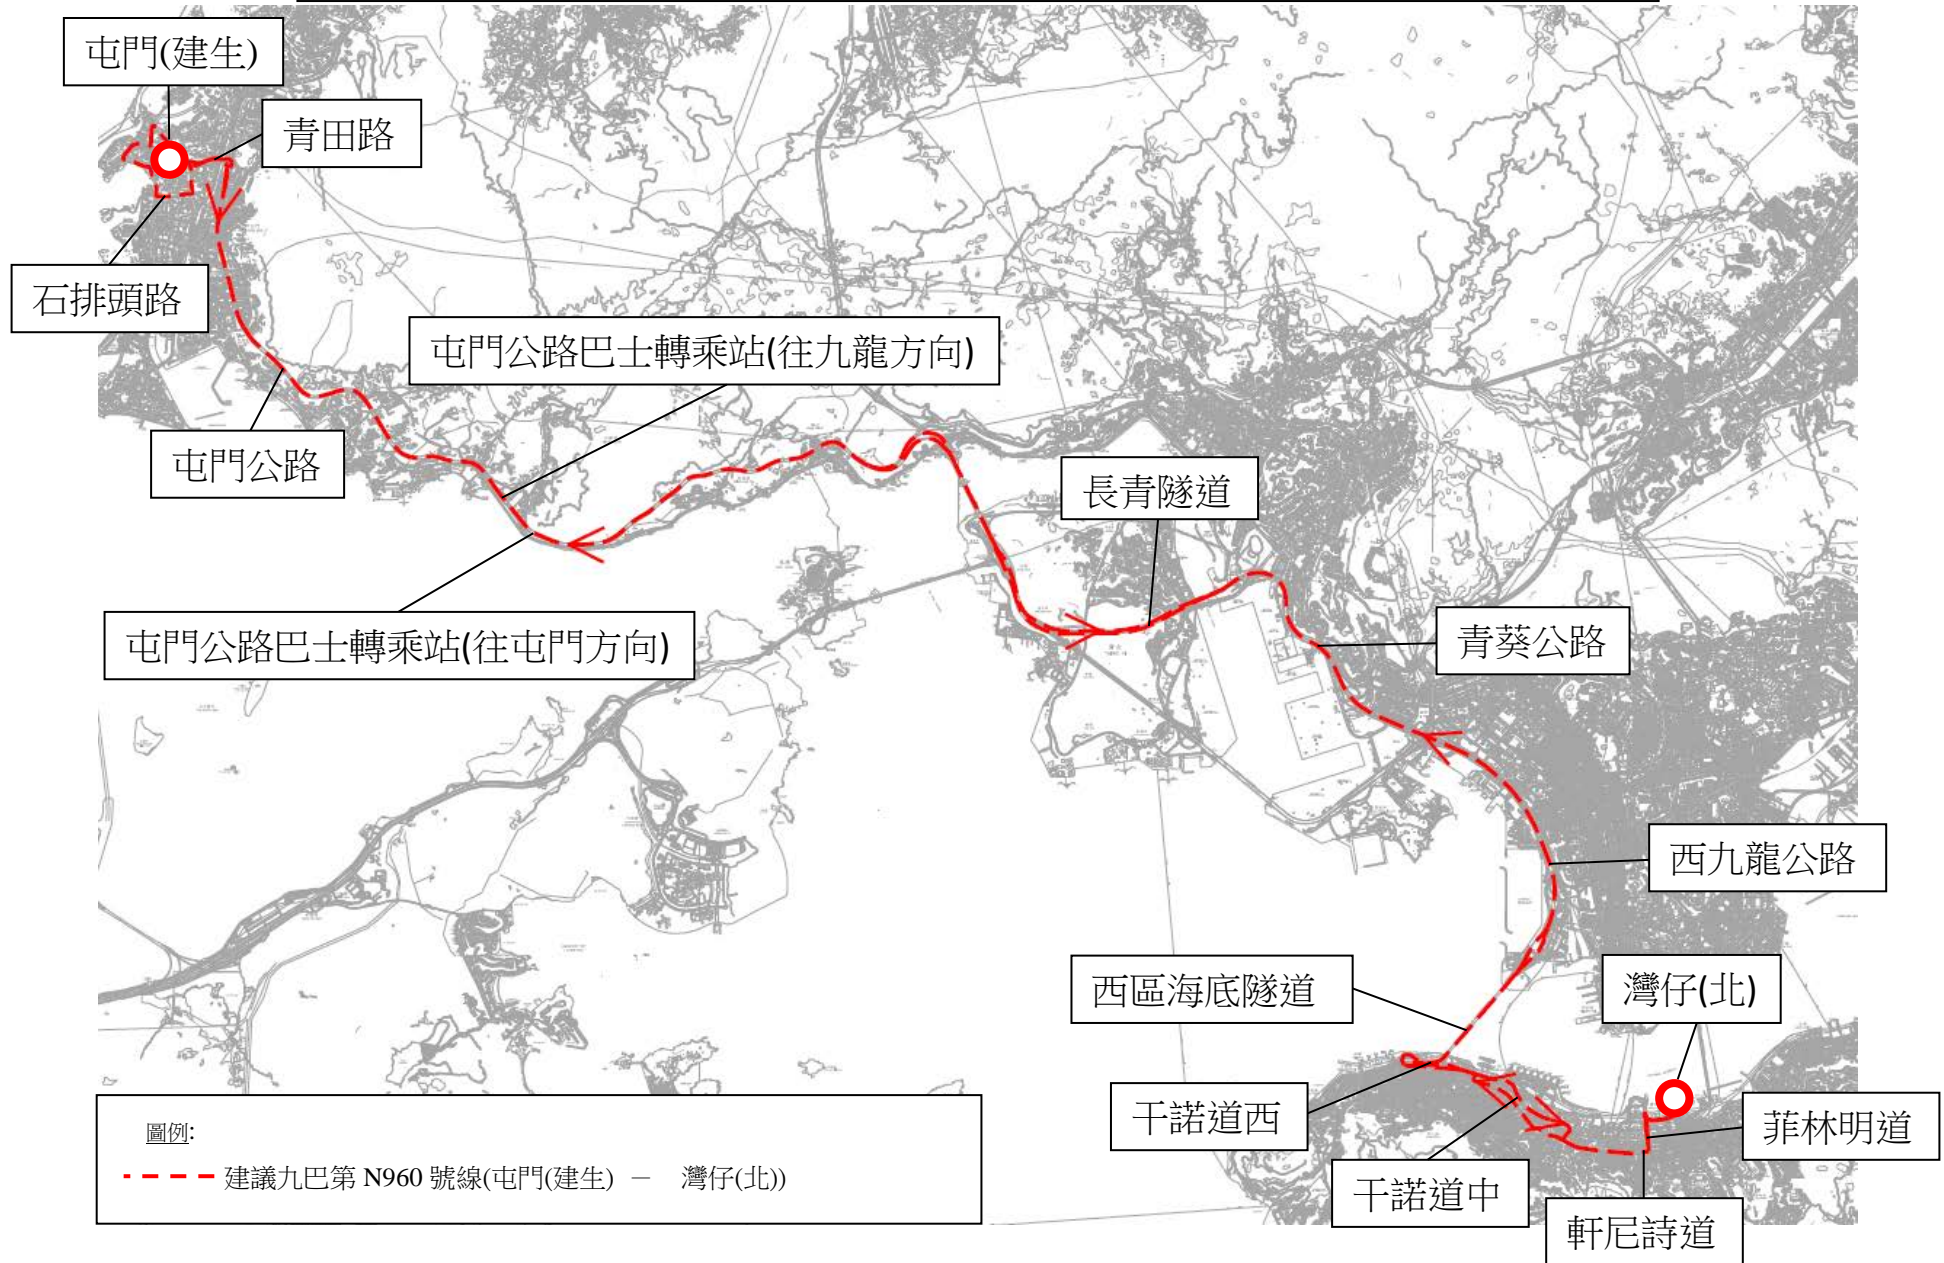 屯門(建生)
青田路
石排頭路
屯門公路巴士轉乘站(往九龍方向)
屯門公路
長青隧道
屯門公路巴士轉乘站(往屯門方向)
青葵公路
西九龍公路
西區海底隧道
灣仔(北)
干諾道西
菲林明道
干諾道中
軒尼詩道
圖例:
建議九巴第 N960 號線(屯門(建生) － 灣仔(北))